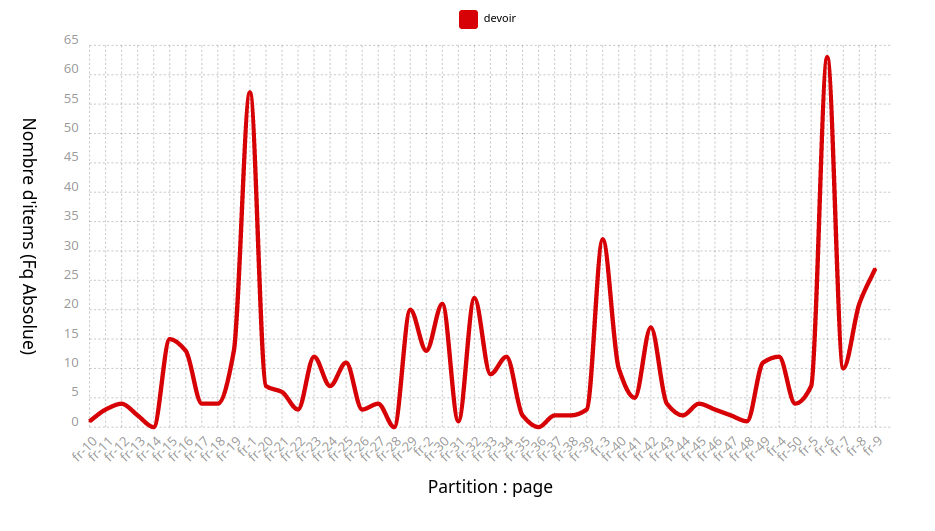 devoir
65
60
55
50
45
40
35
30
25
20
15
10
5
0
Nombre d'items (Fq Absolue)
fr-10
fr-11
fr-12
fr-13
fr-14
fr-15
fr-16
fr-17
fr-18
fr-19
fr-1
fr-20
fr-21
fr-22
fr-23
fr-24
fr-25
fr-26
fr-27
fr-28
fr-29
fr-2
fr-30
fr-31
fr-32
fr-33
fr-34
fr-35
fr-36
fr-37
fr-38
fr-39
fr-3
fr-40
fr-41
fr-42
fr-43
fr-44
fr-45
fr-46
fr-47
fr-48
fr-49
fr-4
fr-50
fr-5
fr-6
fr-7
fr-8
fr-9
Partition : page